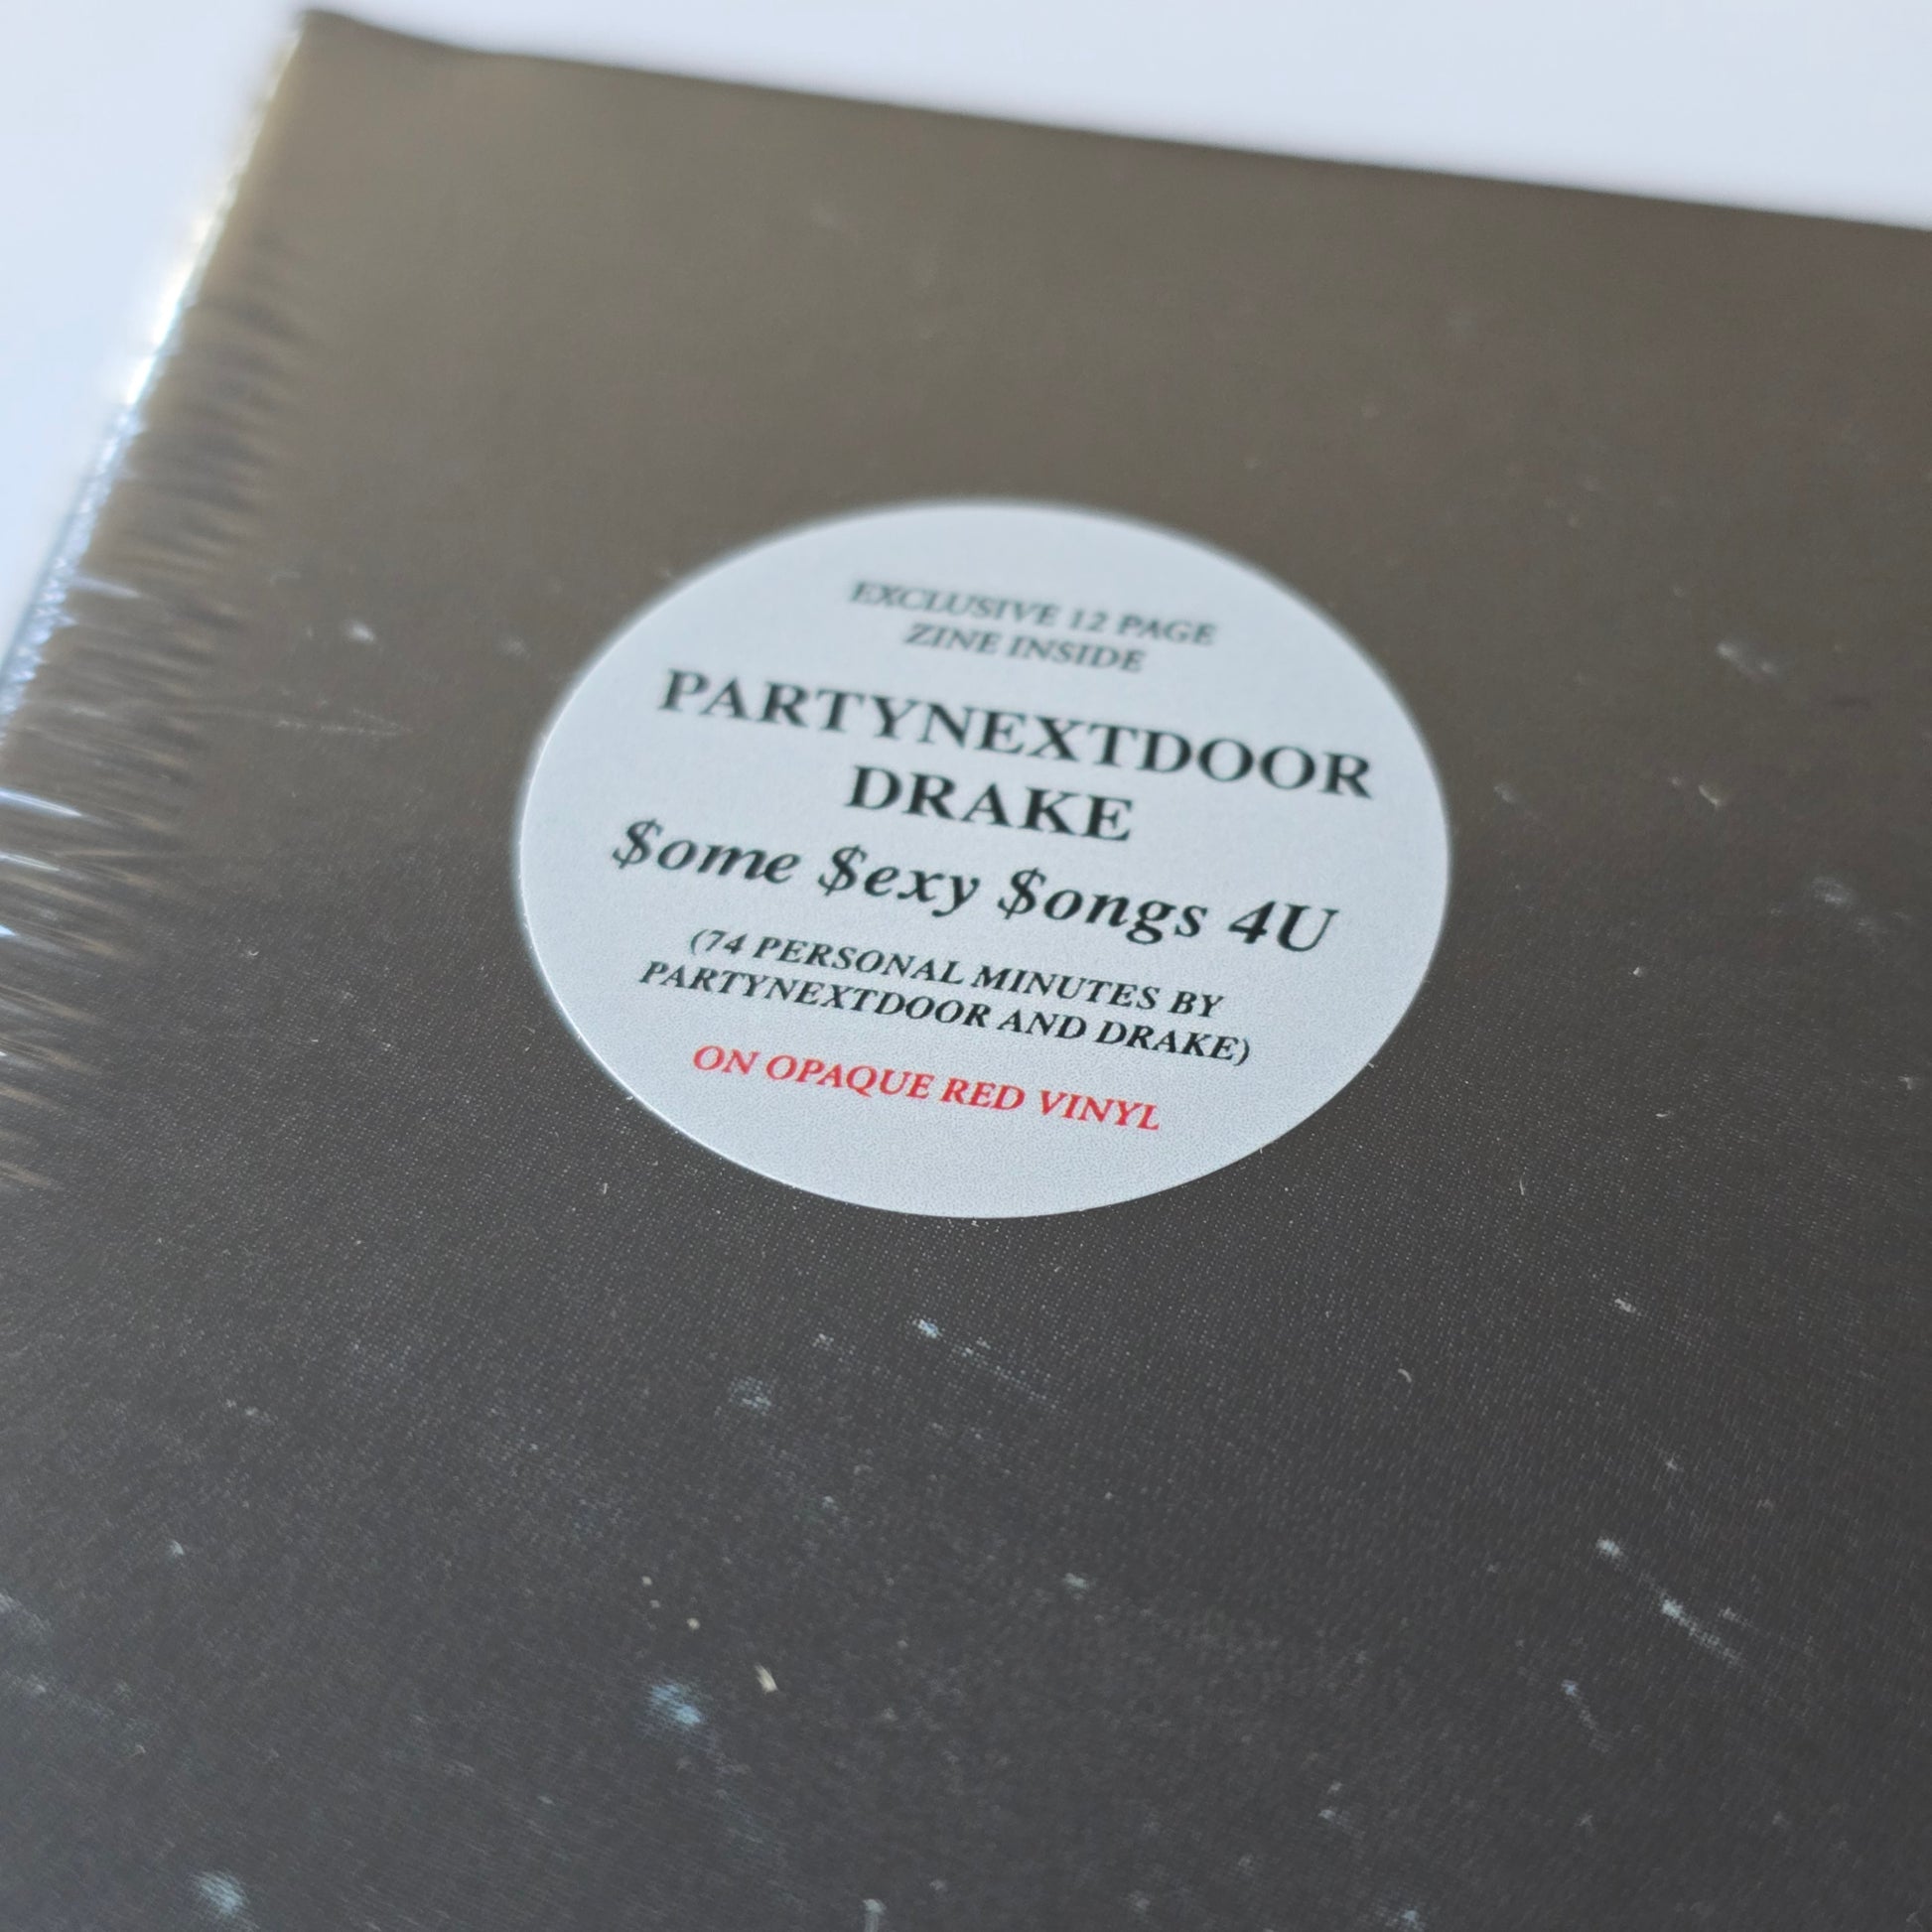 EXCLUSIVE 12 PAGE
ZINE INSIDE
PARTYNEXTDOOR
DRAKE
$ome $exy $ongs 4U
(74 PERSONAL MINUTES BY
PARTYNEXTDOOR AND DRAKE)
ON OPAQUE RED VINYL